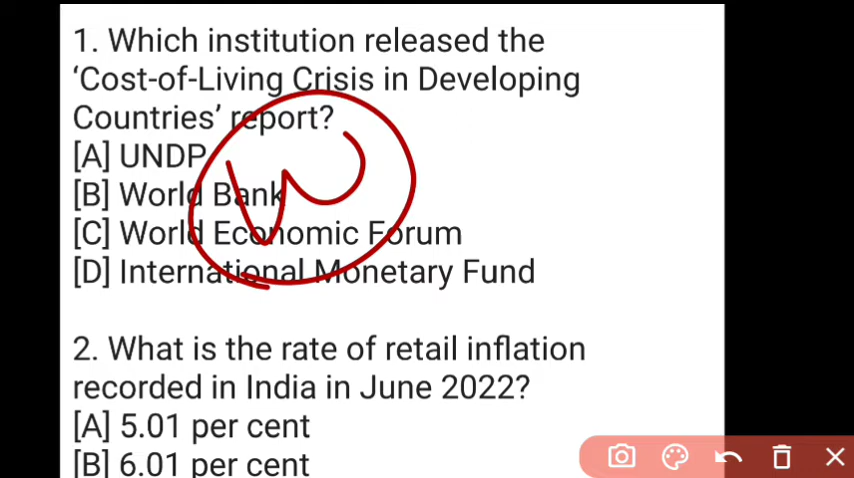 1. Which institution released the
‘Cost-of-Living Crisis in Developing
Countries’ report?
[A] UNDP
[B] World Bank
[C] World Economic Forum
[D] International Monetary Fund
2. What is the rate of retail inflation
recorded in India in June 2022?
[A] 5.01 per cent
[B] 6.01 per cent